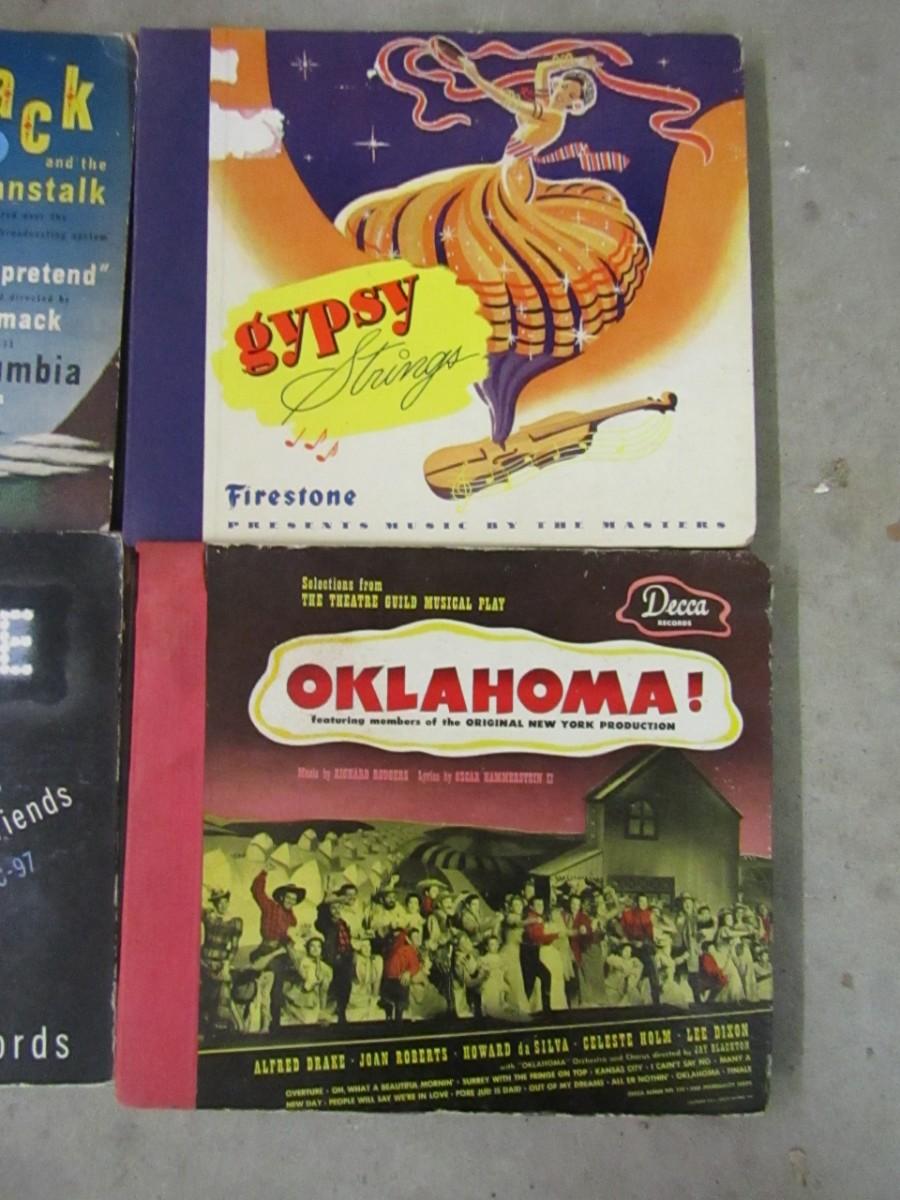 ack
and the
anstalk
broadcasting system
pretend"
directed by
mack
umbia
gypsy
Strings
Firestone
PRESENTS MUSIC BY THE MASTERS
E
iends
C-97
ords
Selections from
THE THEATRE GUILD MUSICAL PLAY
Decca
RECORDS
OKLAHOMA!
featuring members of the ORIGINAL NEW YORK PRODUCTION
Music by RICHARD RODGERS Lyrics by OSCAR HAMMERSTEIN II
ALFRED DRAKE · JOAN ROBERTS · HOWARD da SILVA · CELESTE HOLM · LEE DIXON
with "OKLAHOMA" Orchestra and Chorus directed by JAY BLACKTON
OVERTURE · OH, WHAT A BEAUTIFUL MORNIN' · SURREY WITH THE FRINGE ON TOP · KANSAS CITY · I CAIN'T SAY NO · MANY A
NEW DAY · PEOPLE WILL SAY WE'RE IN LOVE · PORE JUD IS DAID · OUT OF MY DREAMS · ALL ER NOTHIN' · OKLAHOMA · FINALE